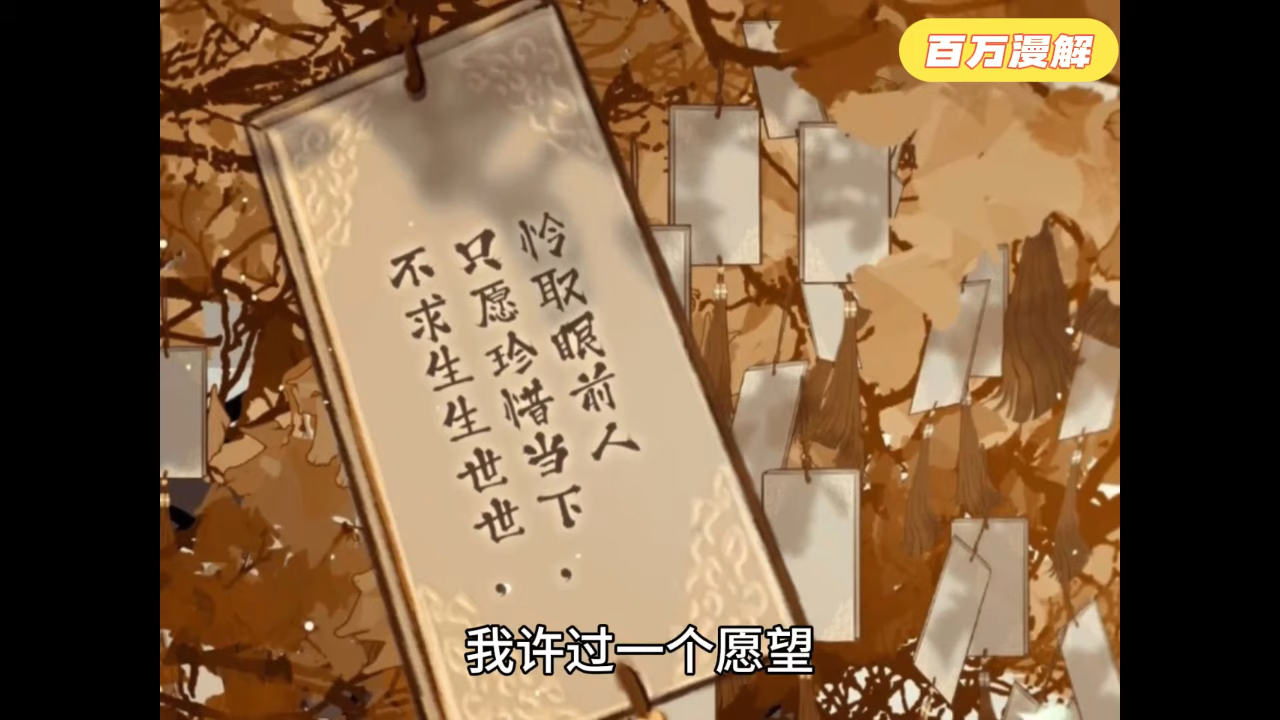 百万漫解
不求生生世世，
只愿珍惜当下，
怜取眼前人
我许过一个愿望